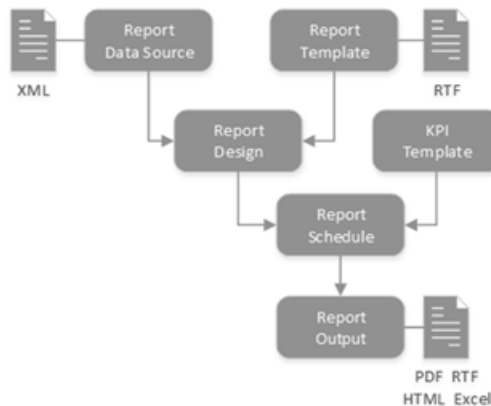 Report
Data Source
Report
Template
XML
RTF
Report
Design
KPI
Template
Report
Schedule
Report
Output
PDF RTF
HTML Excel